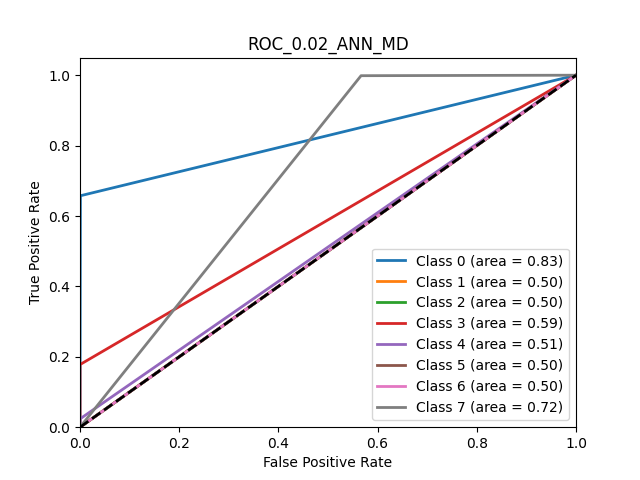 ROC_0.02_ANN_MD
True Positive Rate
1.0
0.8
0.6
0.4
0.2
0.0
Class 0 (area = 0.83)
Class 1 (area = 0.50)
Class 2 (area = 0.50)
Class 3 (area = 0.59)
Class 4 (area = 0.51)
Class 5 (area = 0.50)
Class 6 (area = 0.50)
Class 7 (area = 0.72)
0.0 0.2 0.4 0.6 0.8 1.0
False Positive Rate